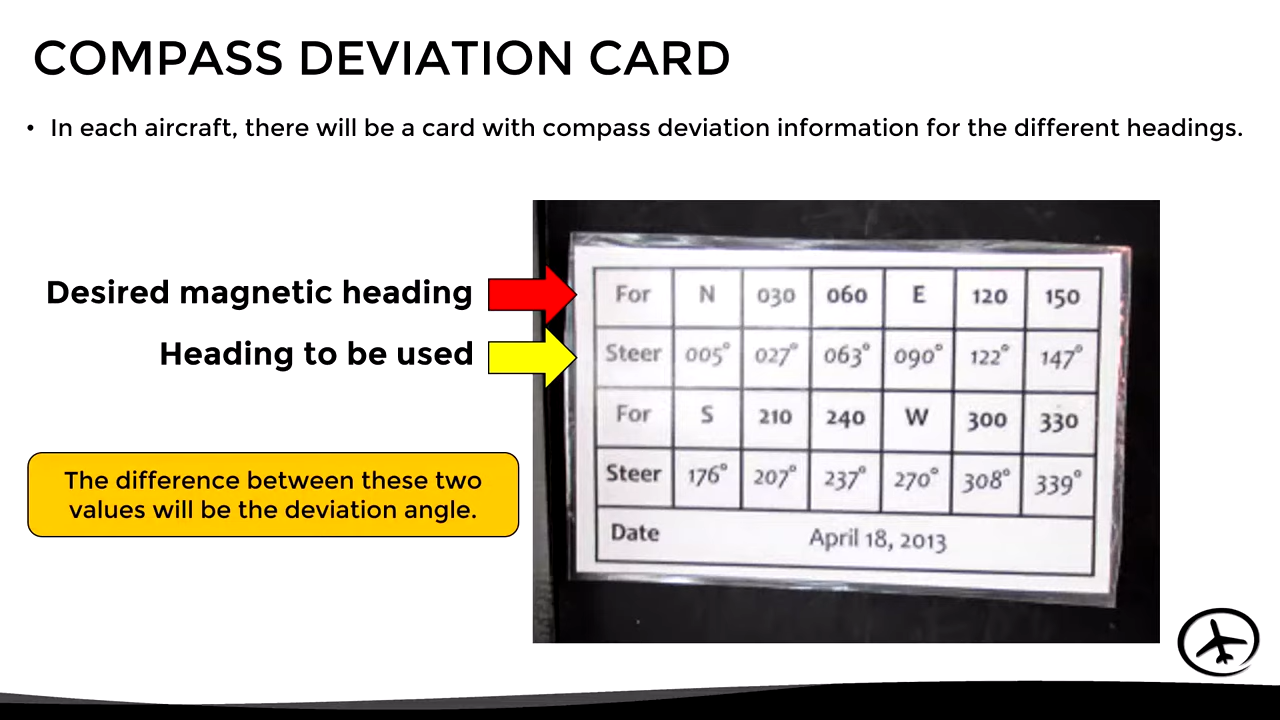 COMPASS DEVIATION CARD
• In each aircraft, there will be a card with compass deviation information for the different headings.
Desired magnetic heading
Heading to be used
The difference between these two
values will be the deviation angle.
For N 030 060 E 120 150
Steer 005° 027° 063° 090° 122° 147°
For S 210 240 W 300 330
Steer 176° 207° 237° 270° 308° 339°
Date April 18, 2013